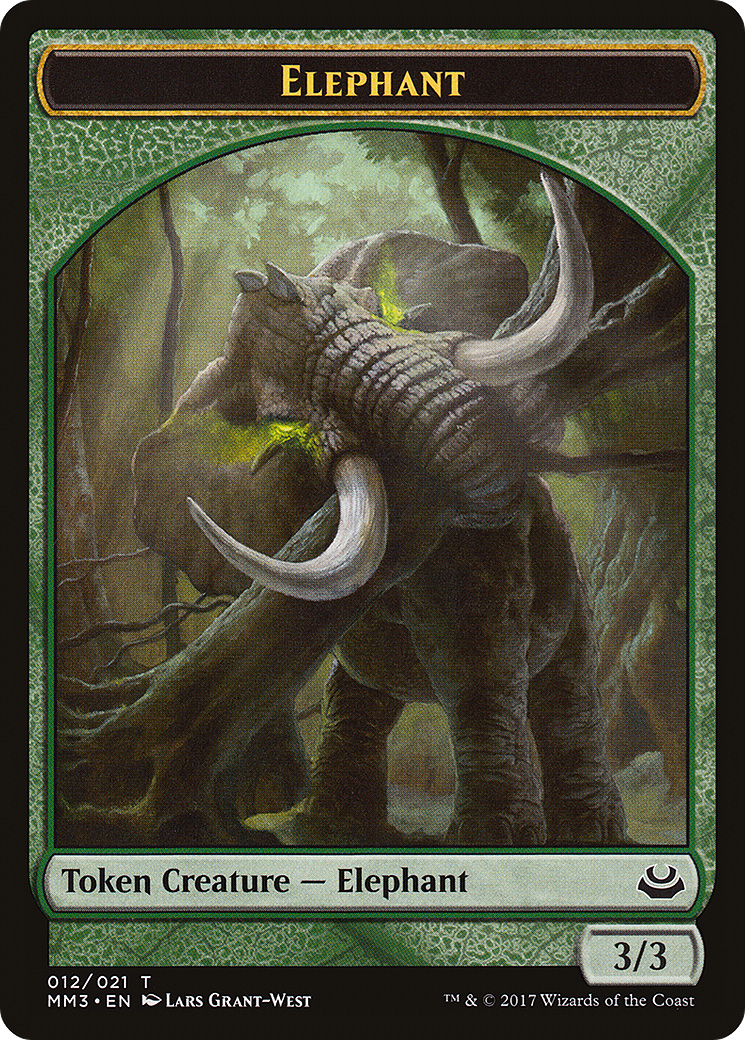 Elephant
Token Creature — Elephant
3/3
012/021 T
MM3 • EN Lars Grant-West
™ & © 2017 Wizards of the Coast